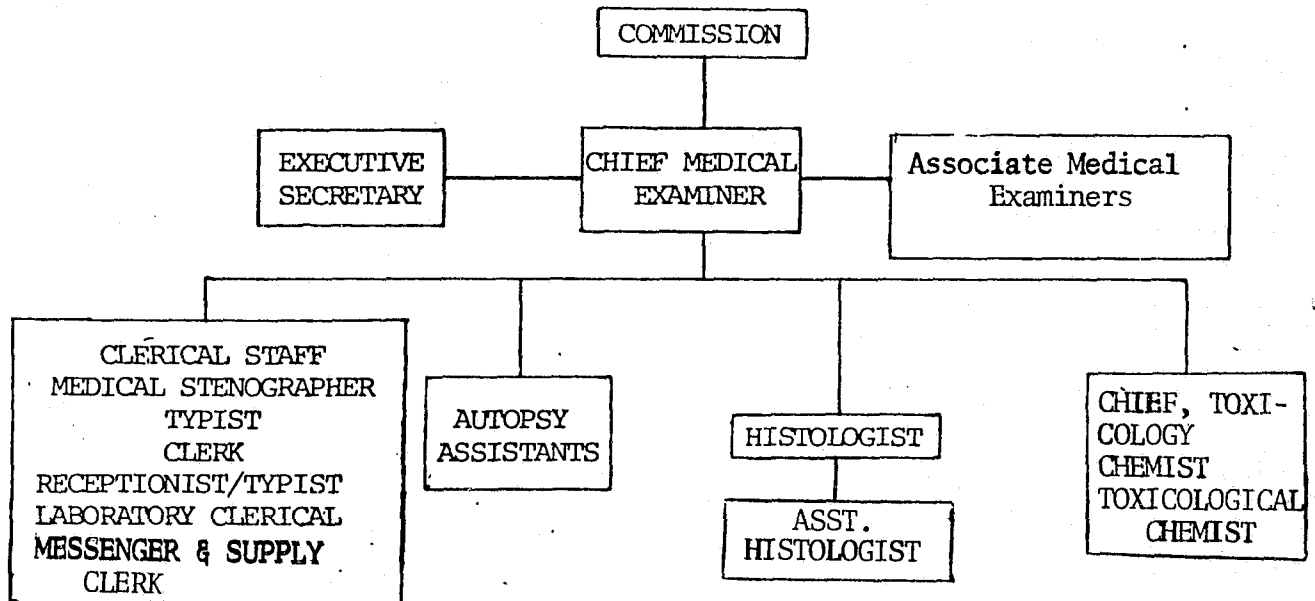 COMMISSION
EXECUTIVE
SECRETARY
CHIEF MEDICAL
EXAMINER
Associate Medical
Examiners
CLERICAL STAFF
MEDICAL STENOGRAPHER
TYPIST
CLERK
RECEPTIONIST/TYPIST
LABORATORY CLERICAL
MESSENGER & SUPPLY
CLERK
AUTOPSY
ASSISTANTS
HISTOLOGIST
ASST.
HISTOLOGIST
CHIEF, TOXI-
COLOGY
CHEMIST
TOXICOLOGICAL
CHEMIST